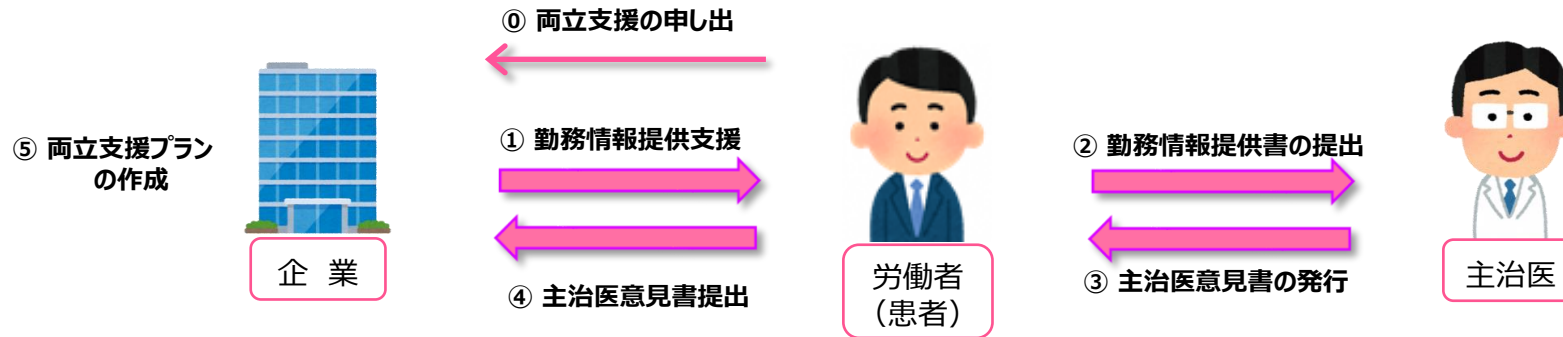 ⓪ 両立支援の申し出
① 勤務情報提供支援
② 勤務情報提供書の提出
⑤ 両立支援プラン
の作成
企 業
④ 主治医意見書提出
労働者
（患者）
③ 主治医意見書の発行
主治医